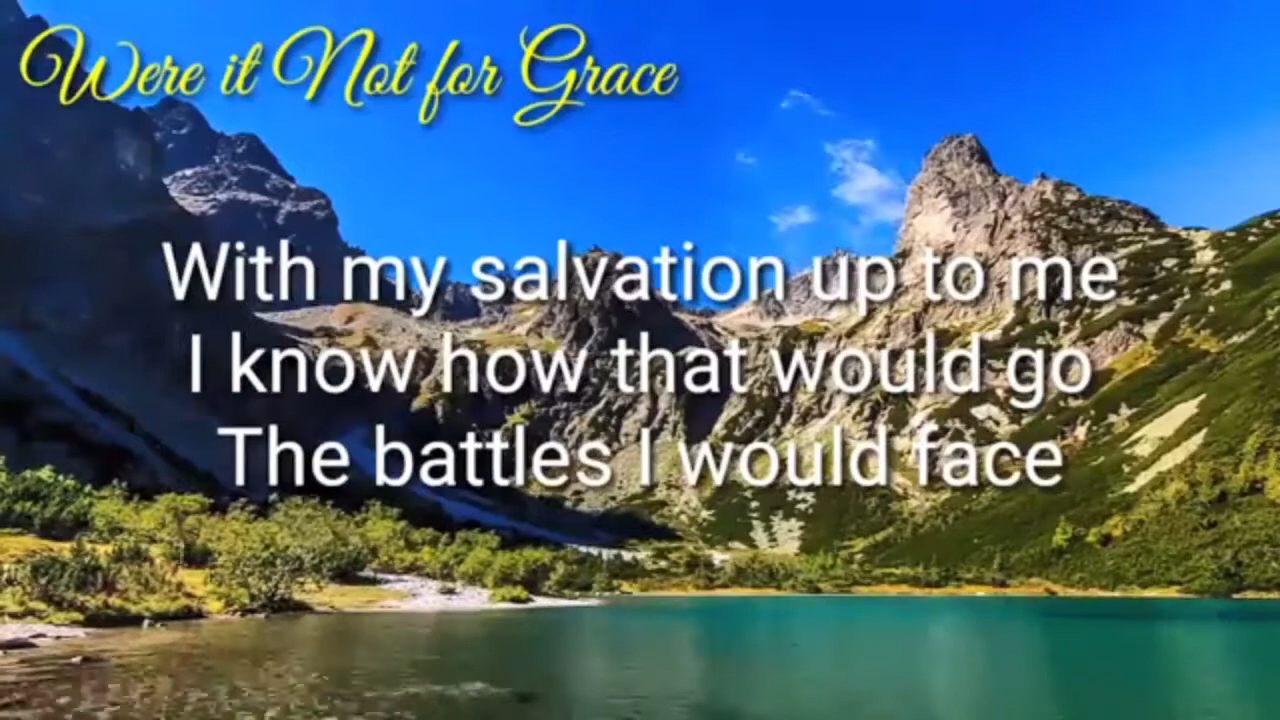 Were it Not for Grace
With my salvation up to me
I know how that would go
The battles I would face